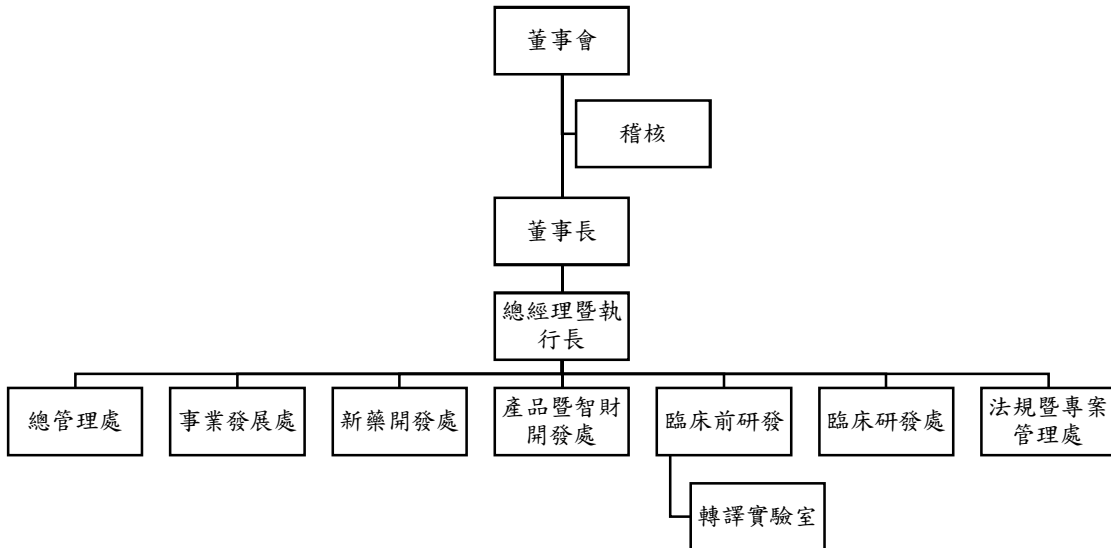 董事會
稽核
董事長
總經理暨執
行長
總管理處
事業發展處
新藥開發處
產品暨智財
開發處
臨床前研發
臨床研發處
法規暨專案
管理處
轉譯實驗室